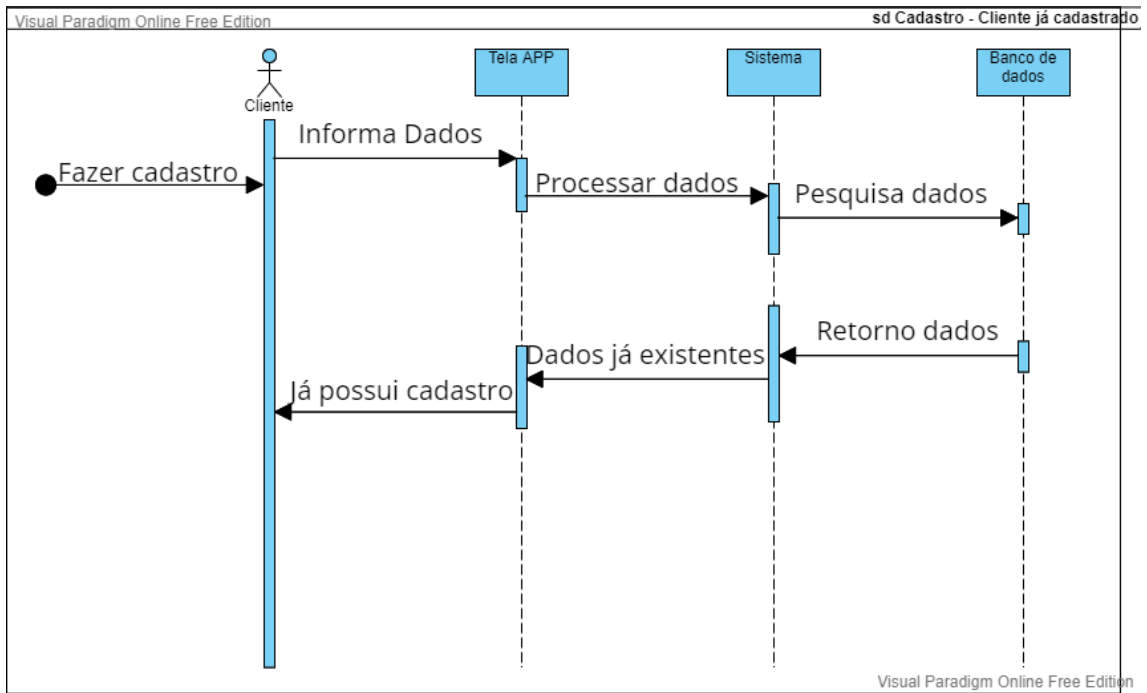 Visual Paradigm Online Free Edition
sd Cadastro - Cliente já cadastrado
Tela APP
Sistema
Banco de
dados
Cliente
Informa Dados
Fazer cadastro
Processar dados
Pesquisa dados
Retorno dados
Dados já existentes
Já possui cadastro
Visual Paradigm Online Free Edition